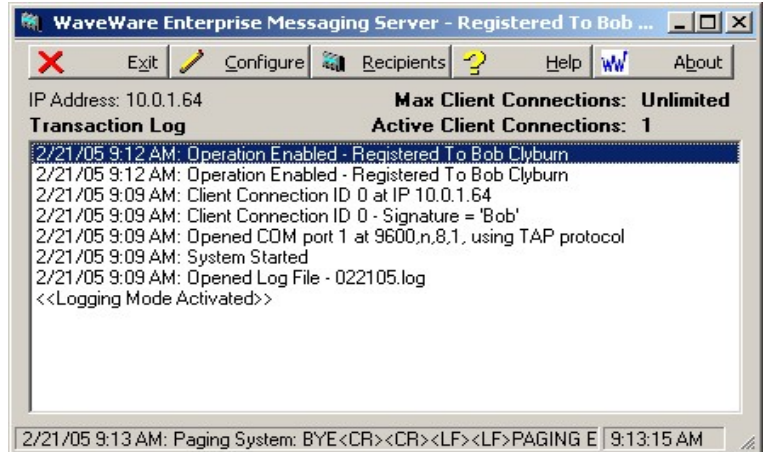 WaveWare Enterprise Messaging Server - Registered To Bob ...
Exit Configure Recipients Help About
IP Address: 10.0.1.64 Max Client Connections: Unlimited
Transaction Log Active Client Connections: 1
2/21/05 9:12 AM: Operation Enabled - Registered To Bob Clyburn
2/21/05 9:12 AM: Operation Enabled - Registered To Bob Clyburn
2/21/05 9:09 AM: Client Connection ID 0 at IP 10.0.1.64
2/21/05 9:09 AM: Client Connection ID 0 - Signature = 'Bob'
2/21/05 9:09 AM: Opened COM port 1 at 9600,n,8,1, using TAP protocol
2/21/05 9:09 AM: System Started
2/21/05 9:09 AM: Opened Log File - 022105.log
<<Logging Mode Activated>>
2/21/05 9:13 AM: Paging System: BYE<CR><CR><LF><LF>PAGING E 9:13:15 AM